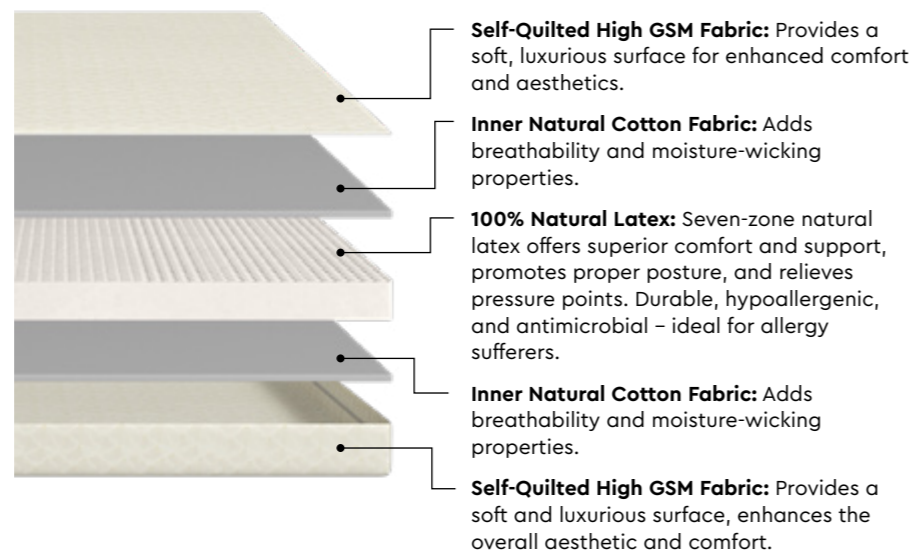 Self-Quilted High GSM Fabric: Provides a
soft, luxurious surface for enhanced comfort
and aesthetics.
Inner Natural Cotton Fabric: Adds
breathability and moisture-wicking
properties.
100% Natural Latex: Seven-zone natural
latex offers superior comfort and support,
promotes proper posture, and relieves
pressure points. Durable, hypoallergenic,
and antimicrobial – ideal for allergy
sufferers.
Inner Natural Cotton Fabric: Adds
breathability and moisture-wicking
properties.
Self-Quilted High GSM Fabric: Provides a
soft and luxurious surface, enhances the
overall aesthetic and comfort.